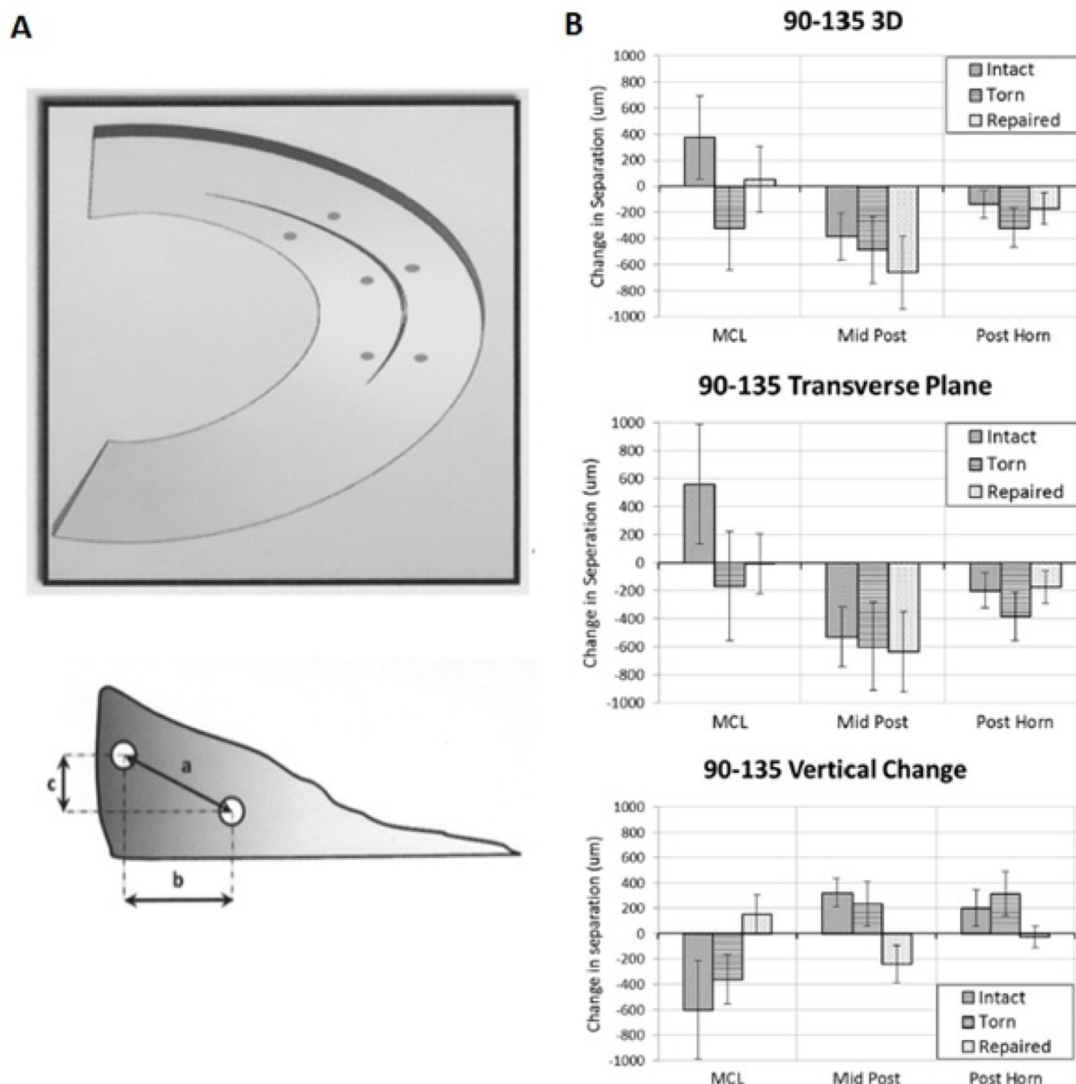 A
a
c
b
B
90-135 3D
Change in Separation (um)
1000
800
600
400
200
0
-200
-400
-600
-800
-1000
Intact
Torn
Repaired
MCL Mid Post Post Horn
90-135 Transverse Plane
Change in Seperation (um)
1000
800
600
400
200
0
-200
-400
-600
-800
-1000
Intact
Torn
Repaired
MCL Mid Post Post Horn
90-135 Vertical Change
Change in separation (um)
1000
800
600
400
200
0
-200
-400
-600
-800
-1000
Intact
Torn
Repaired
MCL Mid Post Post Horn